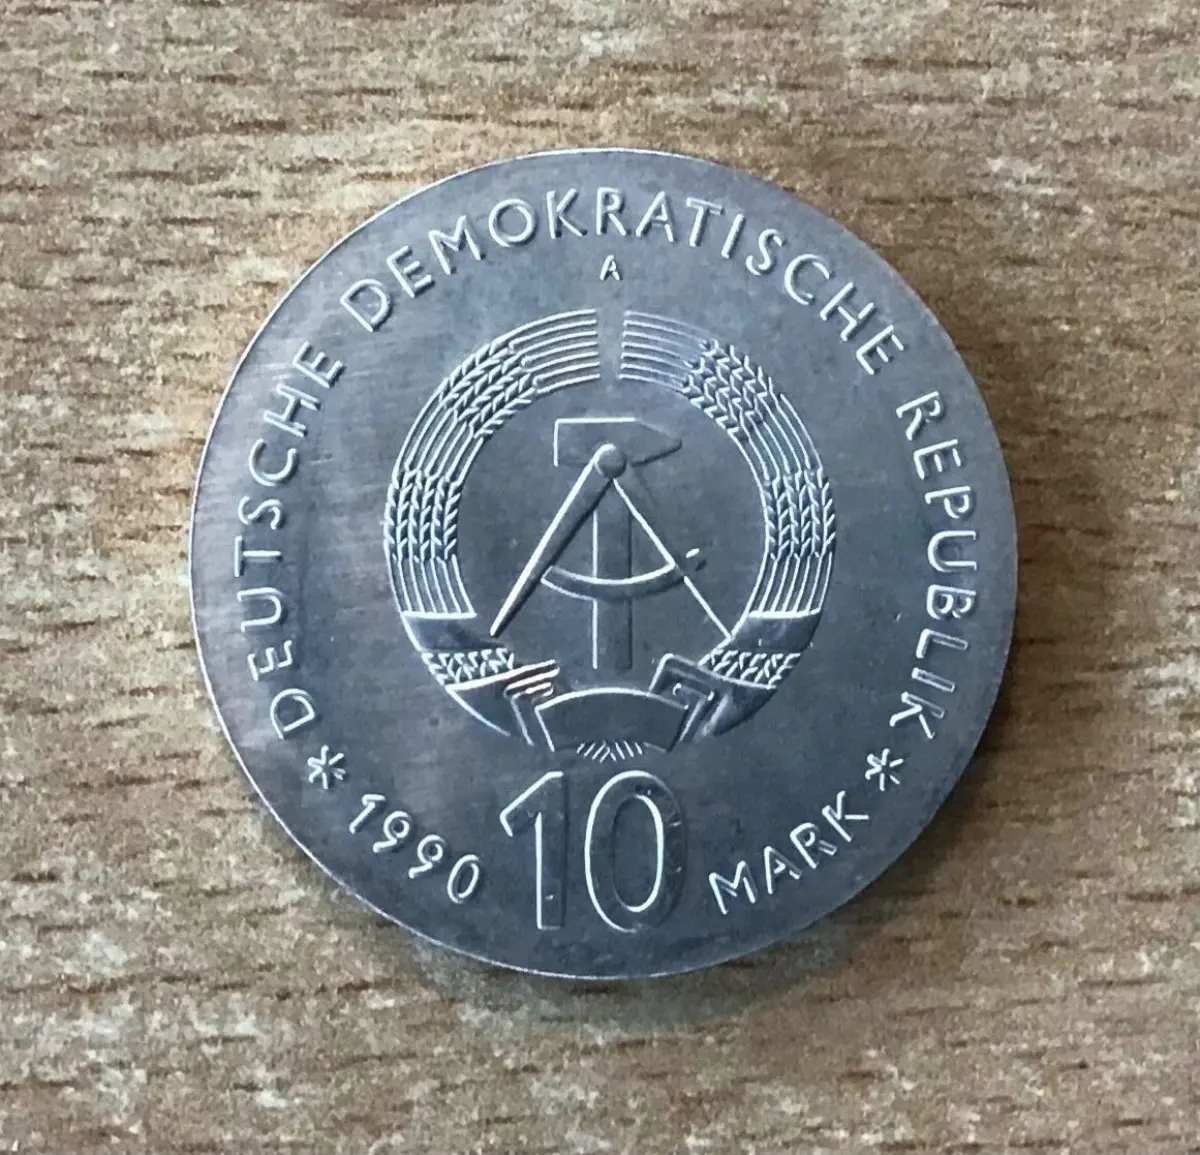 DEUTSCHE DEMOKRATISCHE REPUBLIK
A
* 1990 10 MARK *